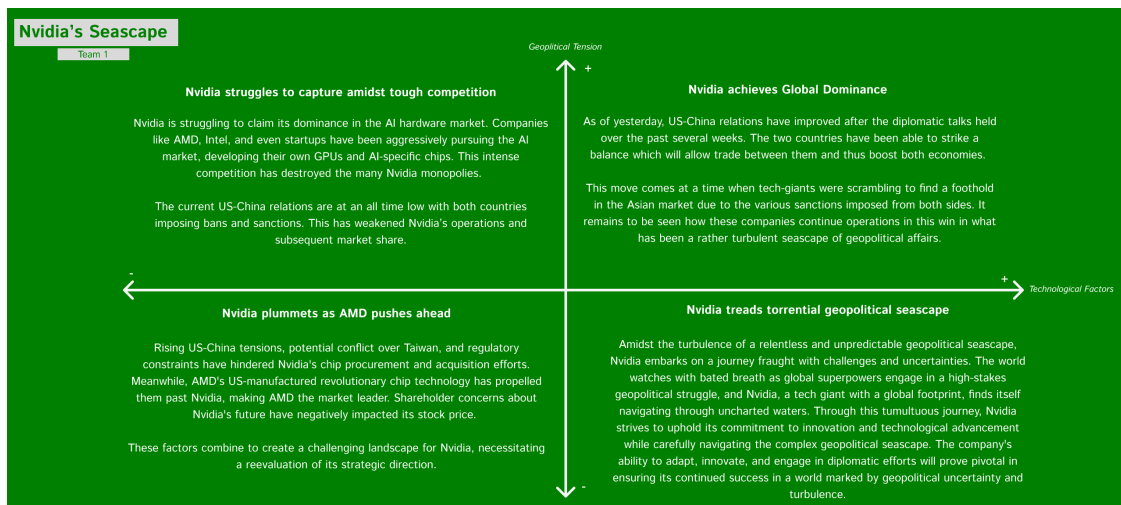 Nvidia's Seascape
Team 1
Geoplitical Tension
+
Nvidia struggles to capture amidst tough competition
Nvidia is struggling to claim its dominance in the AI hardware market. Companies
like AMD, Intel, and even startups have been aggressively pursuing the AI
market, developing their own GPUs and AI-specific chips. This intense
competition has destroyed the many Nvidia monopolies.
The current US-China relations are at an all time low with both countries
imposing bans and sanctions. This has weakened Nvidia's operations and
subsequent market share.
Nvidia achieves Global Dominance
As of yesterday, US-China relations have improved after the diplomatic talks held
over the past several weeks. The two countries have been able to strike a
balance which will allow trade between them and thus boost both economies.
This move comes at a time when tech-giants were scrambling to find a foothold
in the Asian market due to the various sanctions imposed from both sides. It
remains to be seen how these companies continue operations in this win in what
has been a rather turbulent seascape of geopolitical affairs.
-
+
Technological Factors
Nvidia plummets as AMD pushes ahead
Rising US-China tensions, potential conflict over Taiwan, and regulatory
constraints have hindered Nvidia's chip procurement and acquisition efforts.
Meanwhile, AMD's US-manufactured revolutionary chip technology has propelled
them past Nvidia, making AMD the market leader. Shareholder concerns about
Nvidia's future have negatively impacted its stock price.
These factors combine to create a challenging landscape for Nvidia, necessitating
a reevaluation of its strategic direction.
Nvidia treads torrential geopolitical seascape
Amidst the turbulence of a relentless and unpredictable geopolitical seascape,
Nvidia embarks on a journey fraught with challenges and uncertainties. The world
watches with bated breath as global superpowers engage in a high-stakes
geopolitical struggle, and Nvidia, a tech giant with a global footprint, finds itself
navigating through uncharted waters. Through this tumultuous journey, Nvidia
strives to uphold its commitment to innovation and technological advancement
while carefully navigating the complex geopolitical seascape. The company's
ability to adapt, innovate, and engage in diplomatic efforts will prove pivotal in
ensuring its continued success in a world marked by geopolitical uncertainty and
turbulence.
-